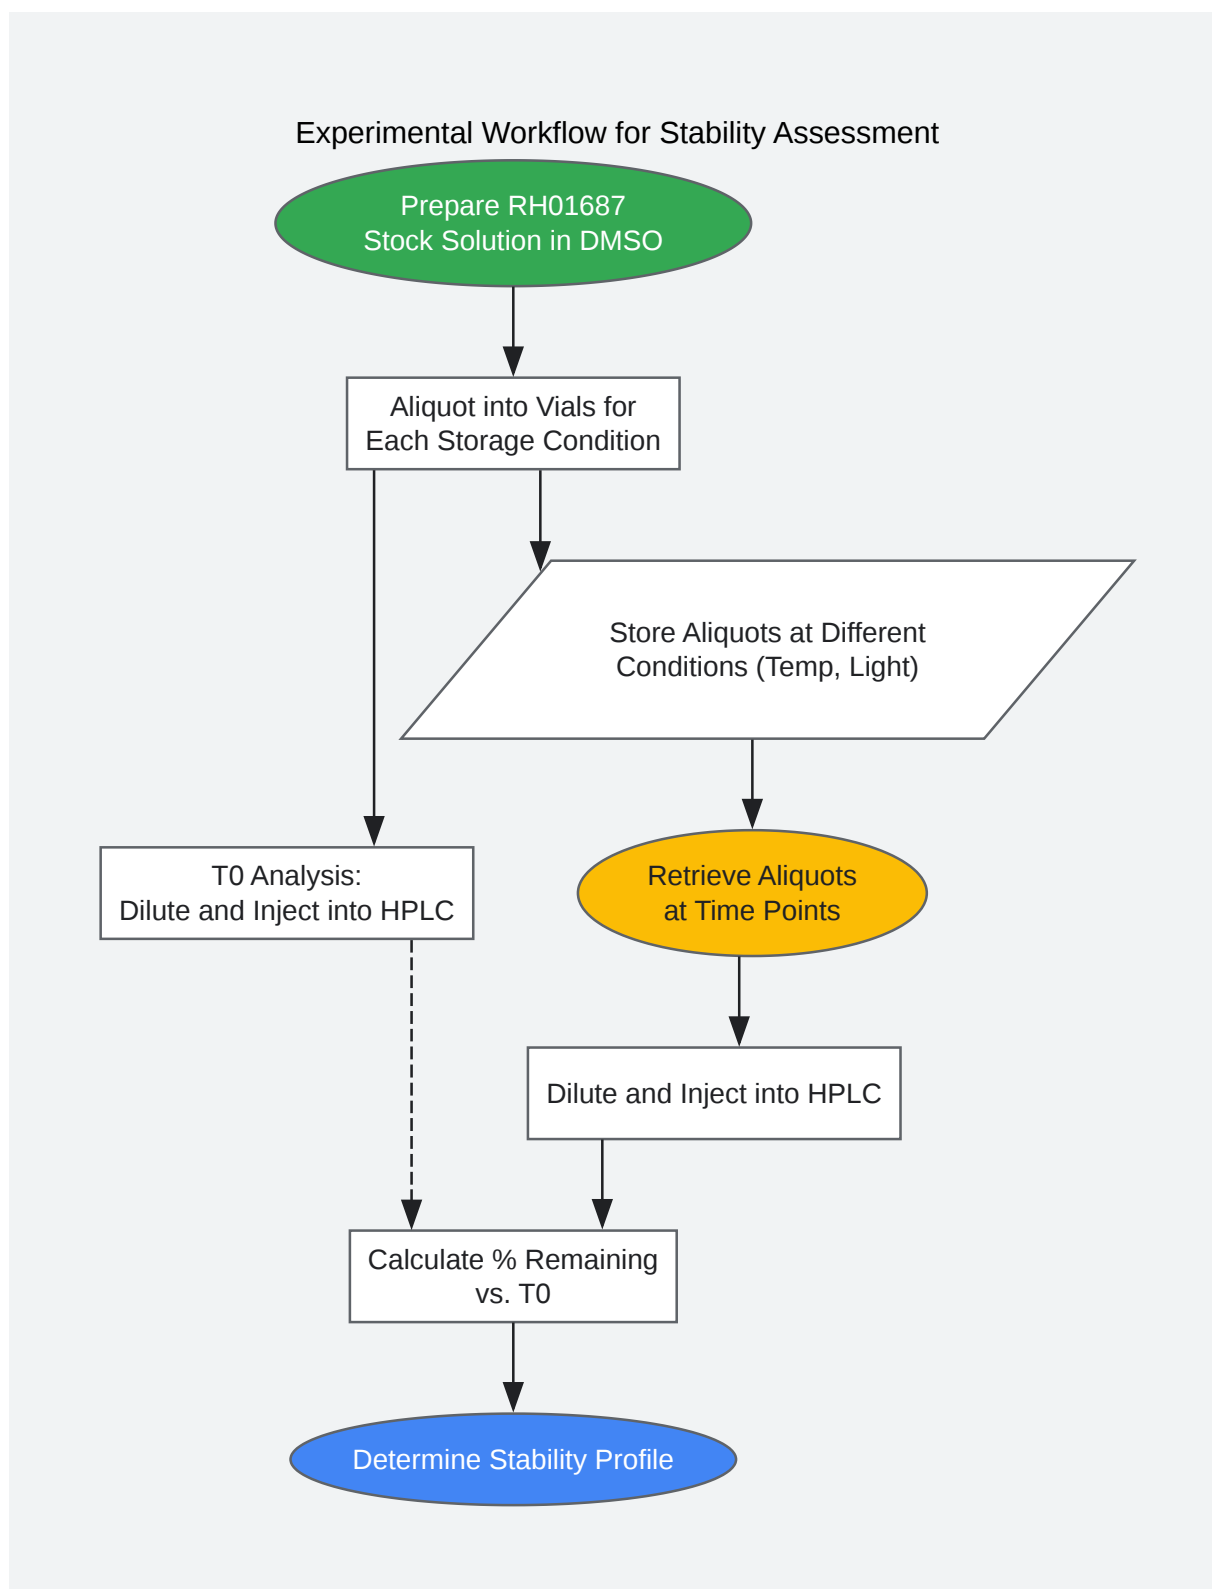 Experimental Workflow for Stability Assessment
Prepare RH01687
Stock Solution in DMSO
Aliquot into Vials for
Each Storage Condition
Store Aliquots at Different
Conditions (Temp, Light)
T0 Analysis:
Dilute and Inject into HPLC
Retrieve Aliquots
at Time Points
Dilute and Inject into HPLC
Calculate % Remaining
vs. T0
Determine Stability Profile